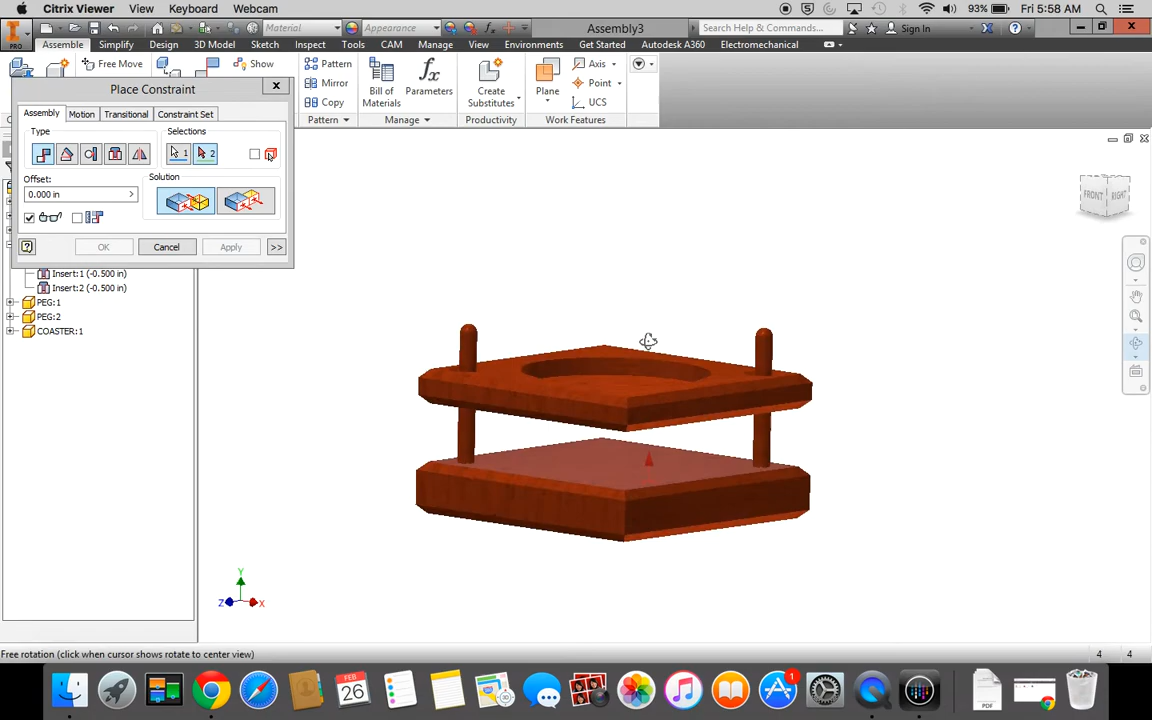 Citrix Viewer View Keyboard Webcam 93% Fri 5:58 AM
PRO Material Appearance Assembly3 Search Help & Commands... Sign In
Assemble Simplify Design 3D Model Sketch Inspect Tools CAM Manage View Environments Get Started Autodesk A360 Electromechanical
Free Move Show Pattern Mirror Copy Bill of Materials Parameters Create Substitutes Plane Axis Point UCS
Pattern Manage Productivity Work Features
Place Constraint
Assembly Motion Transitional Constraint Set
Type Selections
1 2
Offset: Solution
0.000 in
OK Cancel Apply >>
Insert:1 (-0.500 in)
Insert:2 (-0.500 in)
PEG:1
PEG:2
COASTER:1
FRONT RIGHT
Y
Z X
Free rotation (click when cursor shows rotate to center view) 4 4
FEB
26
1
PDF